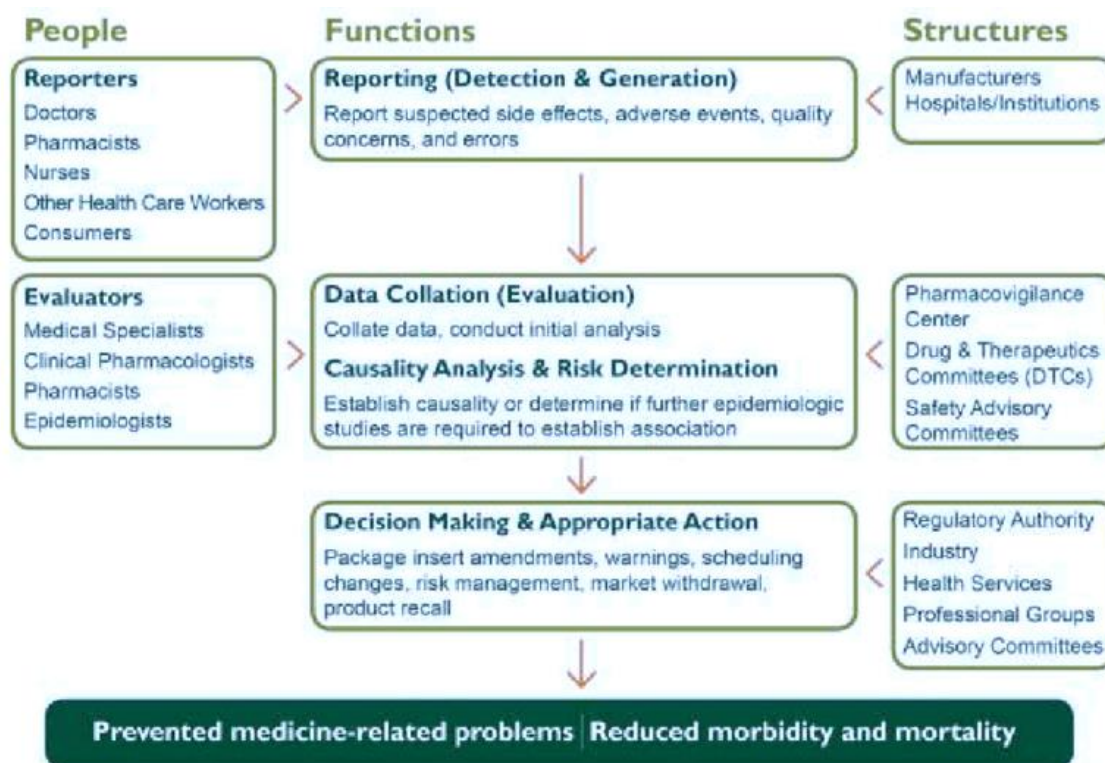 People
Functions
Structures
Reporters
Doctors
Pharmacists
Nurses
Other Health Care Workers
Consumers
Reporting (Detection & Generation)
Report suspected side effects, adverse events, quality
concerns, and errors
Manufacturers
Hospitals/Institutions
Evaluators
Medical Specialists
Clinical Pharmacologists
Pharmacists
Epidemiologists
Data Collation (Evaluation)
Collate data, conduct initial analysis
Causality Analysis & Risk Determination
Establish causality or determine if further epidemiologic
studies are required to establish association
Pharmacovigilance
Center
Drug & Therapeutics
Committees (DTCs)
Safety Advisory
Committees
Decision Making & Appropriate Action
Package insert amendments, warnings, scheduling
changes, risk management, market withdrawal,
product recall
Regulatory Authority
Industry
Health Services
Professional Groups
Advisory Committees
Prevented medicine-related problems | Reduced morbidity and mortality